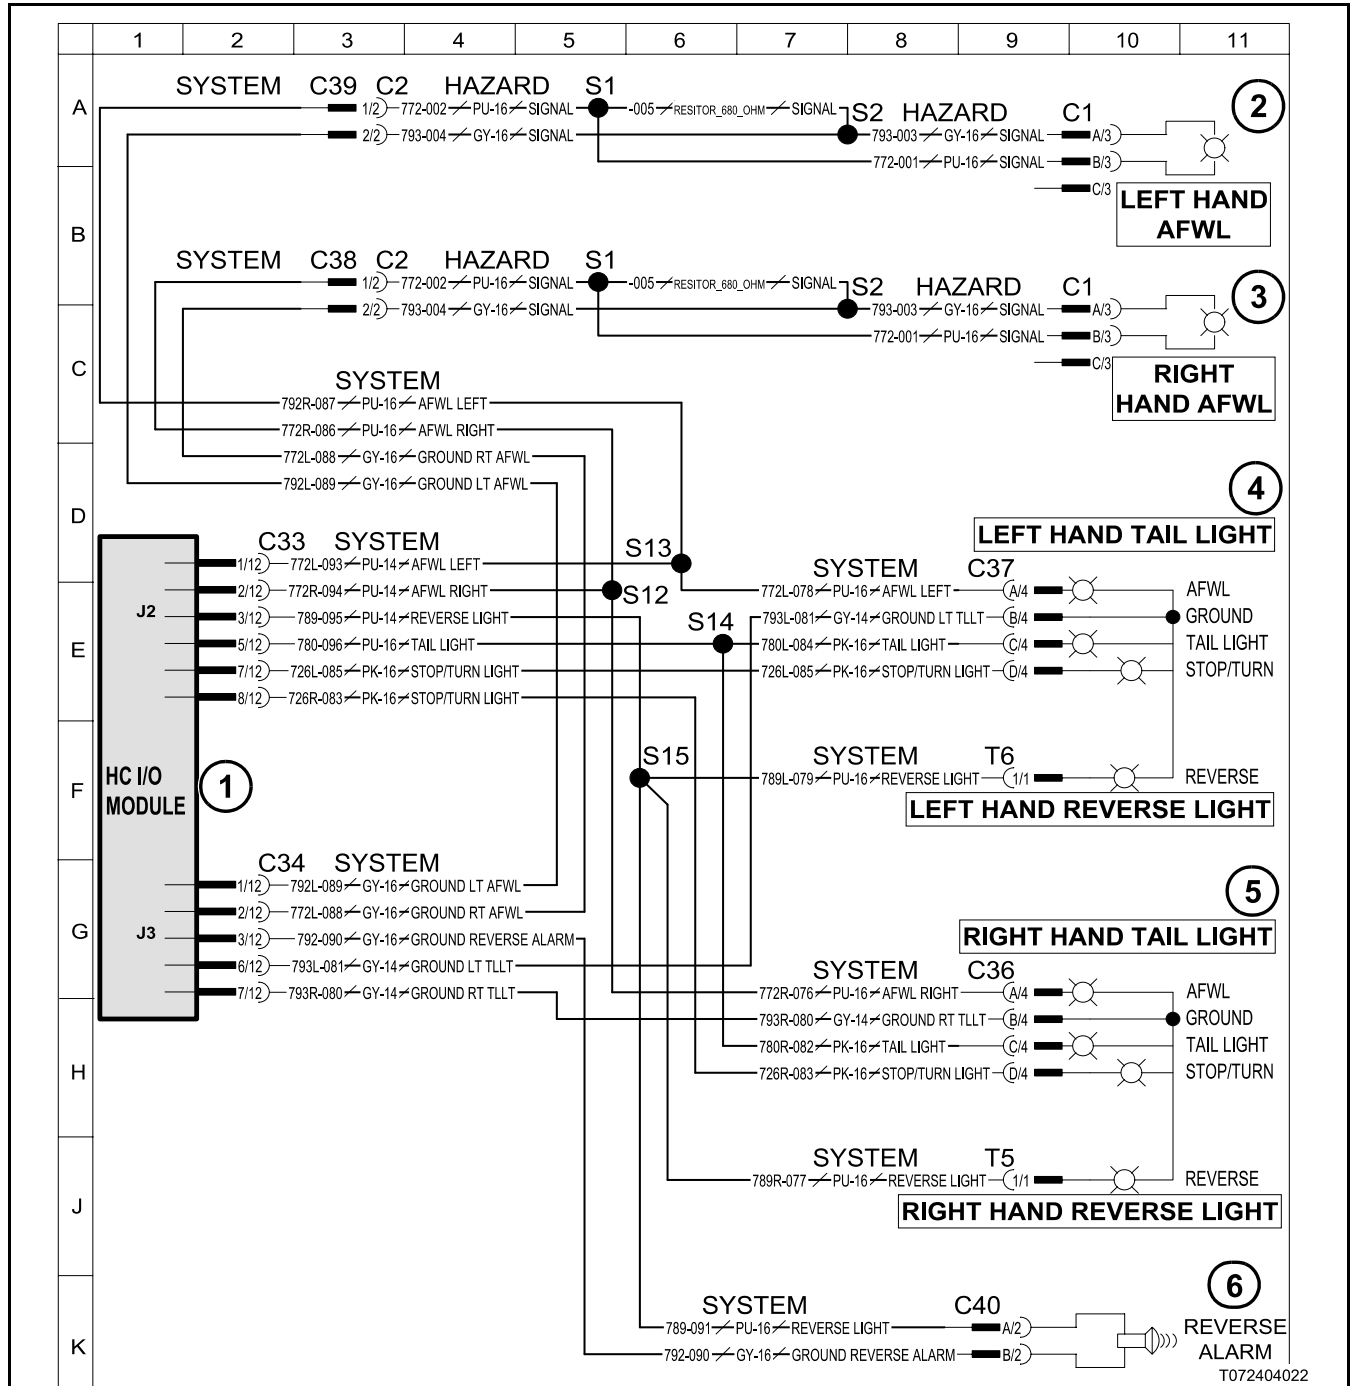 1 2 3 4 5 6 7 8 9 10 11
SYSTEM C39 C2 HAZARD S1
A 1/2 772-002 PU-16 SIGNAL -005 RESITOR_680_OHM SIGNAL S2 HAZARD C1 2
2/2 793-004 GY-16 SIGNAL 793-003 GY-16 SIGNAL A/3
772-001 PU-16 SIGNAL B/3
C/3
LEFT HAND
AFWL
B
SYSTEM C38 C2 HAZARD S1
1/2 772-002 PU-16 SIGNAL -005 RESITOR_680_OHM SIGNAL S2 HAZARD C1 3
2/2 793-004 GY-16 SIGNAL 793-003 GY-16 SIGNAL A/3
772-001 PU-16 SIGNAL B/3
C/3
C
RIGHT
HAND AFWL
SYSTEM
792R-087 PU-16 AFWL LEFT
772R-086 PU-16 AFWL RIGHT
772L-088 GY-16 GROUND RT AFWL
792L-089 GY-16 GROUND LT AFWL
4
D
LEFT HAND TAIL LIGHT
C33 SYSTEM S13
1/12 772L-093 PU-14 AFWL LEFT
SYSTEM C37
2/12 772R-094 PU-14 AFWL RIGHT S12 772L-078 PU-16 AFWL LEFT A/4 AFWL
J2 3/12 789-095 PU-14 REVERSE LIGHT S14 793L-081 GY-14 GROUND LT TLLT B/4 GROUND
E 5/12 780-096 PU-16 TAIL LIGHT 780L-084 PK-16 TAIL LIGHT C/4 TAIL LIGHT
7/12 726L-085 PK-16 STOP/TURN LIGHT 726L-085 PK-16 STOP/TURN LIGHT D/4 STOP/TURN
8/12 726R-083 PK-16 STOP/TURN LIGHT
S15 SYSTEM T6
F HC I/O
MODULE 1
789L-079 PU-16 REVERSE LIGHT 1/1 REVERSE
LEFT HAND REVERSE LIGHT
C34 SYSTEM
1/12 792L-089 GY-16 GROUND LT AFWL 5
2/12 772L-088 GY-16 GROUND RT AFWL
G J3 3/12 792-090 GY-16 GROUND REVERSE ALARM RIGHT HAND TAIL LIGHT
6/12 793L-081 GY-14 GROUND LT TLLT SYSTEM C36
7/12 793R-080 GY-14 GROUND RT TLLT 772R-076 PU-16 AFWL RIGHT A/4 AFWL
793R-080 GY-14 GROUND RT TLLT B/4 GROUND
780R-082 PK-16 TAIL LIGHT C/4 TAIL LIGHT
H 726R-083 PK-16 STOP/TURN LIGHT D/4 STOP/TURN
SYSTEM T5
789R-077 PU-16 REVERSE LIGHT 1/1 REVERSE
J RIGHT HAND REVERSE LIGHT
6
SYSTEM C40
789-091 PU-16 REVERSE LIGHT A/2 REVERSE
K 792-090 GY-16 GROUND REVERSE ALARM B/2 ALARM
T072404022